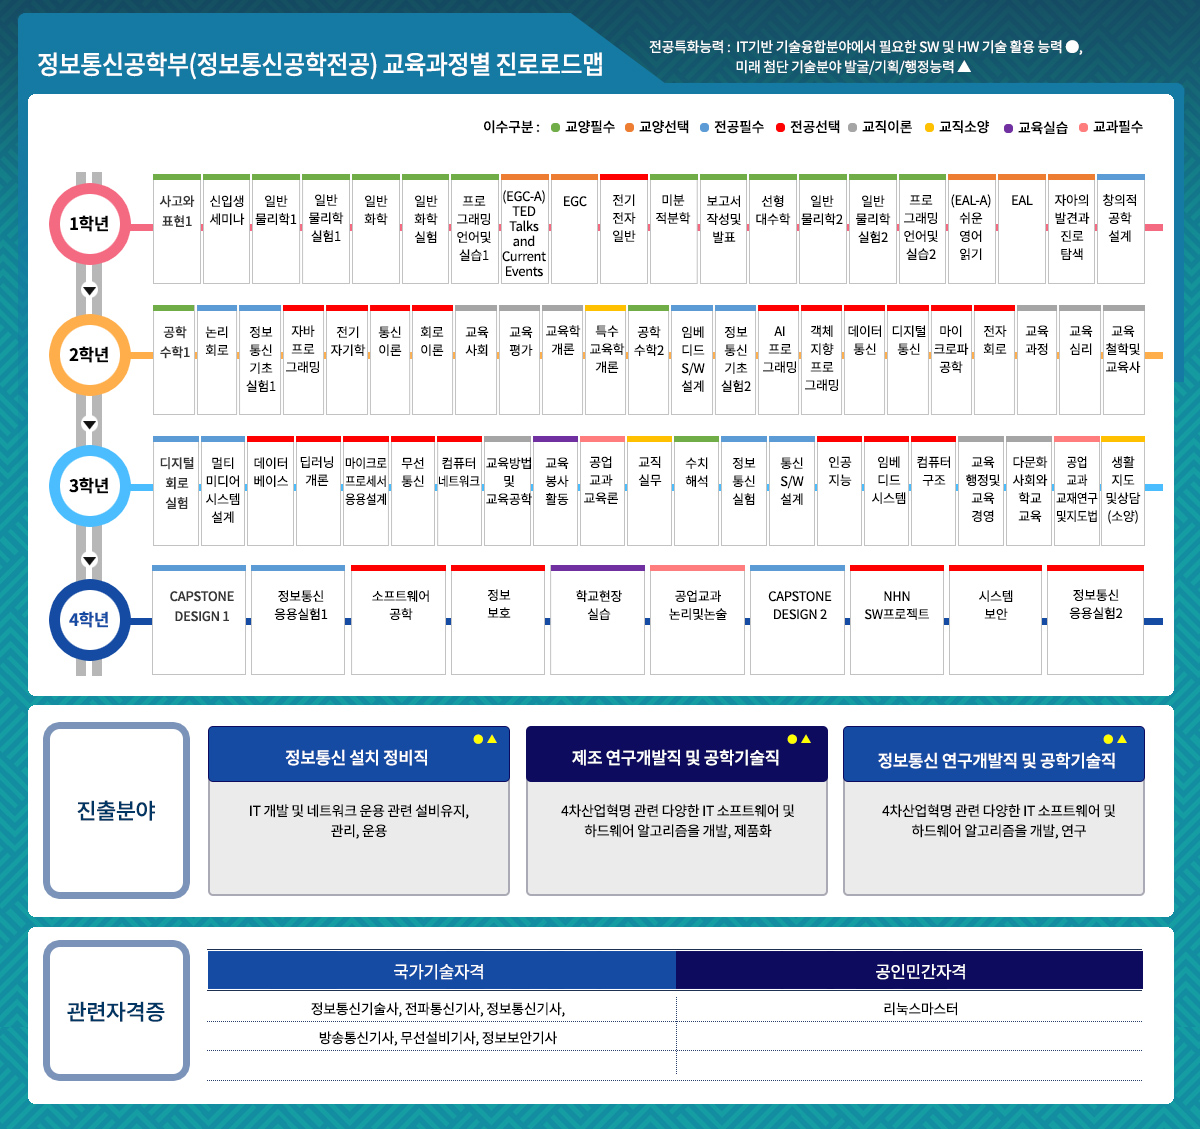 정보통신공학부(정보통신공학전공) 교육과정별 진로로드맵
전공특화능력 : IT기반 기술융합분야에서 필요한 SW 및 HW 기술 활용 능력 ●,
미래 첨단 기술분야 발굴/기획/행정능력 ▲
이수구분 : ● 교양필수 ● 교양선택 ● 전공필수 ● 전공선택 ● 교직이론 ● 교직소양 ● 교육실습 ● 교과필수
1학년
사고와
표현1
신입생
세미나
일반
물리학1
일반
물리학
실험1
일반
화학
일반
화학
실험
프로
그래밍
언어및
실습1
(EGC-A)
TED
Talks
and
Current
Events
EGC
전기
전자
일반
미분
적분학
보고서
작성및
발표
선형
대수학
일반
물리학2
일반
물리학
실험2
프로
그래밍
언어및
실습2
(EAL-A)
쉬운
영어
읽기
EAL
자아의
발견과
진로
탐색
창의적
공학
설계
2학년
공학
수학1
논리
회로
정보
통신
기초
실험1
자바
프로
그래밍
전기
자기학
통신
이론
회로
이론
교육
사회
교육
평가
교육학
개론
특수
교육학
개론
공학
수학2
임베
디드
S/W
설계
정보
통신
기초
실험2
AI
프로
그래밍
객체
지향
프로
그래밍
데이터
통신
디지털
통신
마이
크로파
공학
전자
회로
교육
과정
교육
심리
교육
철학및
교육사
3학년
디지털
회로
실험
멀티
미디어
시스템
설계
데이터
베이스
딥러닝
개론
마이크로
프로세서
응용설계
무선
통신
컴퓨터
네트워크
교육방법
및
교육공학
교육
봉사
활동
공업
교과
교육론
교직
실무
수치
해석
정보
통신
실험
통신
S/W
설계
인공
지능
임베
디드
시스템
컴퓨터
구조
교육
행정및
교육
경영
다문화
사회와
학교
교육
공업
교과
교재연구
및지도법
생활
지도
및상담
(소양)
4학년
CAPSTONE
DESIGN 1
정보통신
응용실험1
소프트웨어
공학
정보
보호
학교현장
실습
공업교과
논리및논술
CAPSTONE
DESIGN 2
NHN
SW프로젝트
시스템
보안
정보통신
응용실험2
진출분야
●▲
정보통신 설치 정비직
IT 개발 및 네트워크 운용 관련 설비유지,
관리, 운용
●▲
제조 연구개발직 및 공학기술직
4차산업혁명 관련 다양한 IT 소프트웨어 및
하드웨어 알고리즘을 개발, 제품화
●▲
정보통신 연구개발직 및 공학기술직
4차산업혁명 관련 다양한 IT 소프트웨어 및
하드웨어 알고리즘을 개발, 연구
관련자격증
국가기술자격
공인민간자격
정보통신기술사, 전파통신기사, 정보통신기사,
리눅스마스터
방송통신기사, 무선설비기사, 정보보안기사